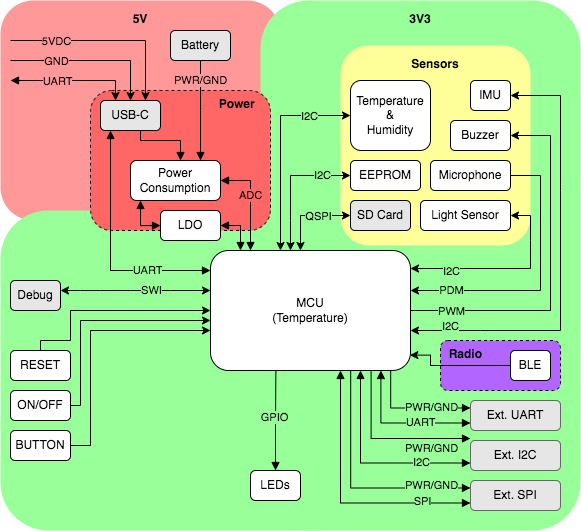 5V
3V3
5VDC
GND
UART
Battery
PWR/GND
Power
USB-C
Power
Consumption
ADC
LDO
Sensors
Temperature
&
Humidity
I2C
IMU
Buzzer
I2C
EEPROM
Microphone
QSPI
SD Card
Light Sensor
UART
SWI
Debug
MCU
(Temperature)
I2C
PDM
PWM
I2C
RESET
ON/OFF
BUTTON
Radio
BLE
GPIO
LEDs
PWR/GND
UART
Ext. UART
PWR/GND
I2C
Ext. I2C
PWR/GND
SPI
Ext. SPI